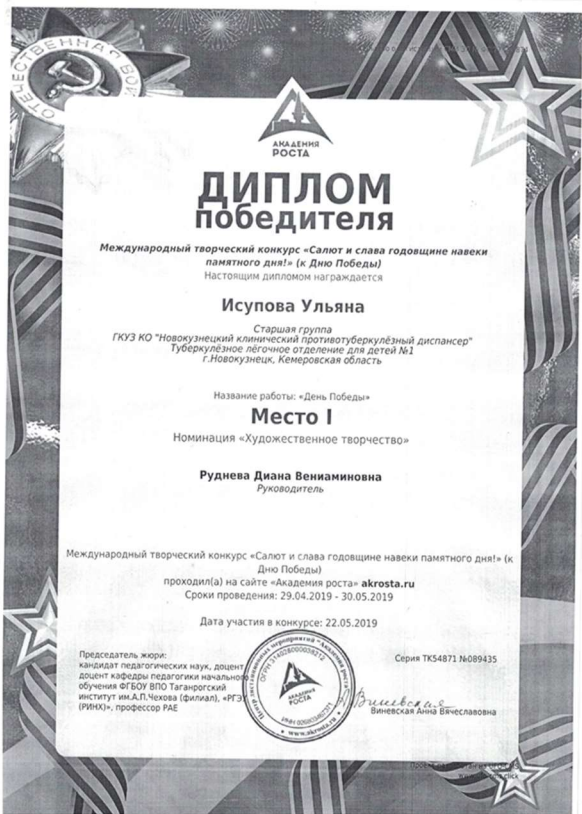 ОТЕЧЕСТВЕННАЯ ВОЙ
АКАДЕМИЯ
РОСТА
ДИПЛОМ
победителя
Международный творческий конкурс «Салют и слава годовщине навеки
памятного дня!» (к Дню Победы)
Настоящим дипломом награждается
Исупова Ульяна
Старшая группа
ГКУЗ КО "Новокузнецкий клинический противотуберкулёзный диспансер"
Туберкулёзное лёгочное отделение для детей №1
г.Новокузнецк, Кемеровская область
Название работы: «День Победы»
Место I
Номинация «Художественное творчество»
Руднева Диана Вениаминовна
Руководитель
Международный творческий конкурс «Салют и слава годовщине навеки памятного дня!» (к
Дню Победы)
проходил(а) на сайте «Академия роста» akrosta.ru
Сроки проведения: 29.04.2019 - 30.05.2019
Дата участия в конкурсе: 22.05.2019
Председатель жюри:
кандидат педагогических наук, доцент
доцент кафедры педагогики начального
обучения ФГБОУ ВПО Таганрогский
институт им.А.П.Чехова (филиал), «РГЭУ
(РИНХ)», профессор РАЕ
АКАДЕМИЯ
РОСТА
www.akrosta.ru
Серия ТК54871 №089435
Виневская
Виневская Анна Вячеславовна